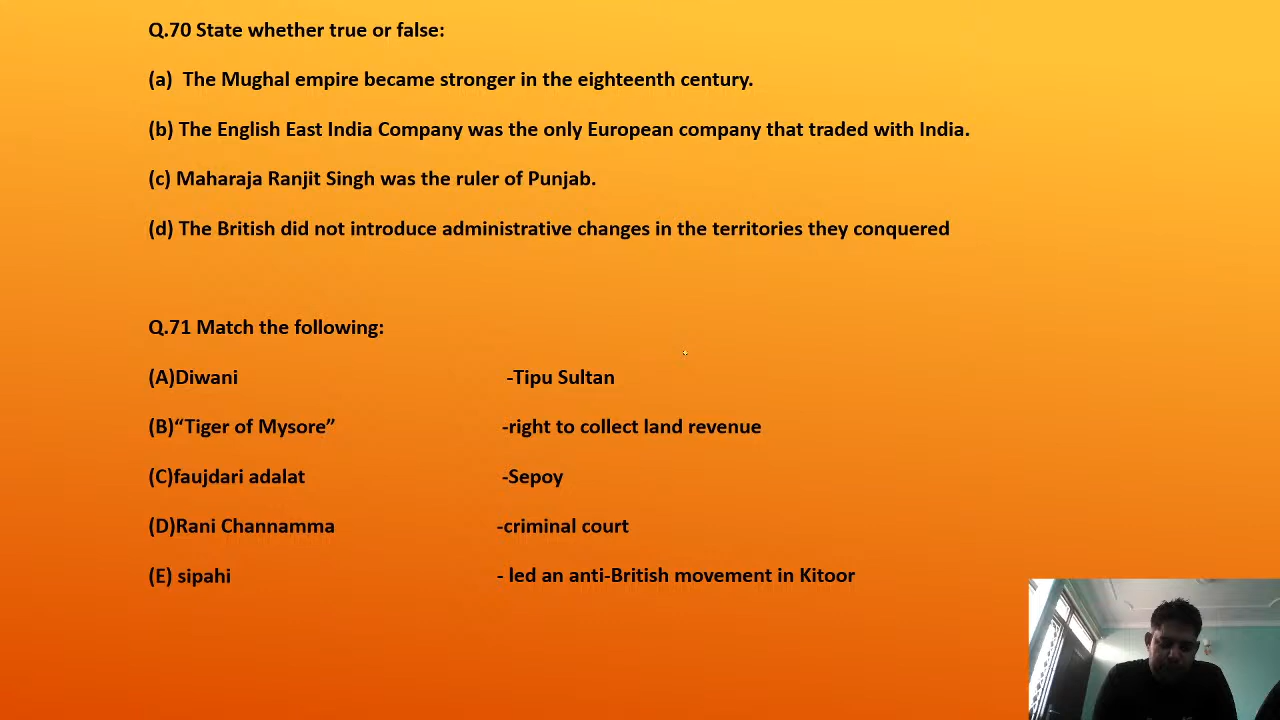 Q.70 State whether true or false:
(a) The Mughal empire became stronger in the eighteenth century.
(b) The English East India Company was the only European company that traded with India.
(c) Maharaja Ranjit Singh was the ruler of Punjab.
(d) The British did not introduce administrative changes in the territories they conquered
Q.71 Match the following:
(A)Diwani -Tipu Sultan
(B)“Tiger of Mysore” -right to collect land revenue
(C)faujdari adalat -Sepoy
(D)Rani Channamma -criminal court
(E) sipahi - led an anti-British movement in Kitoor